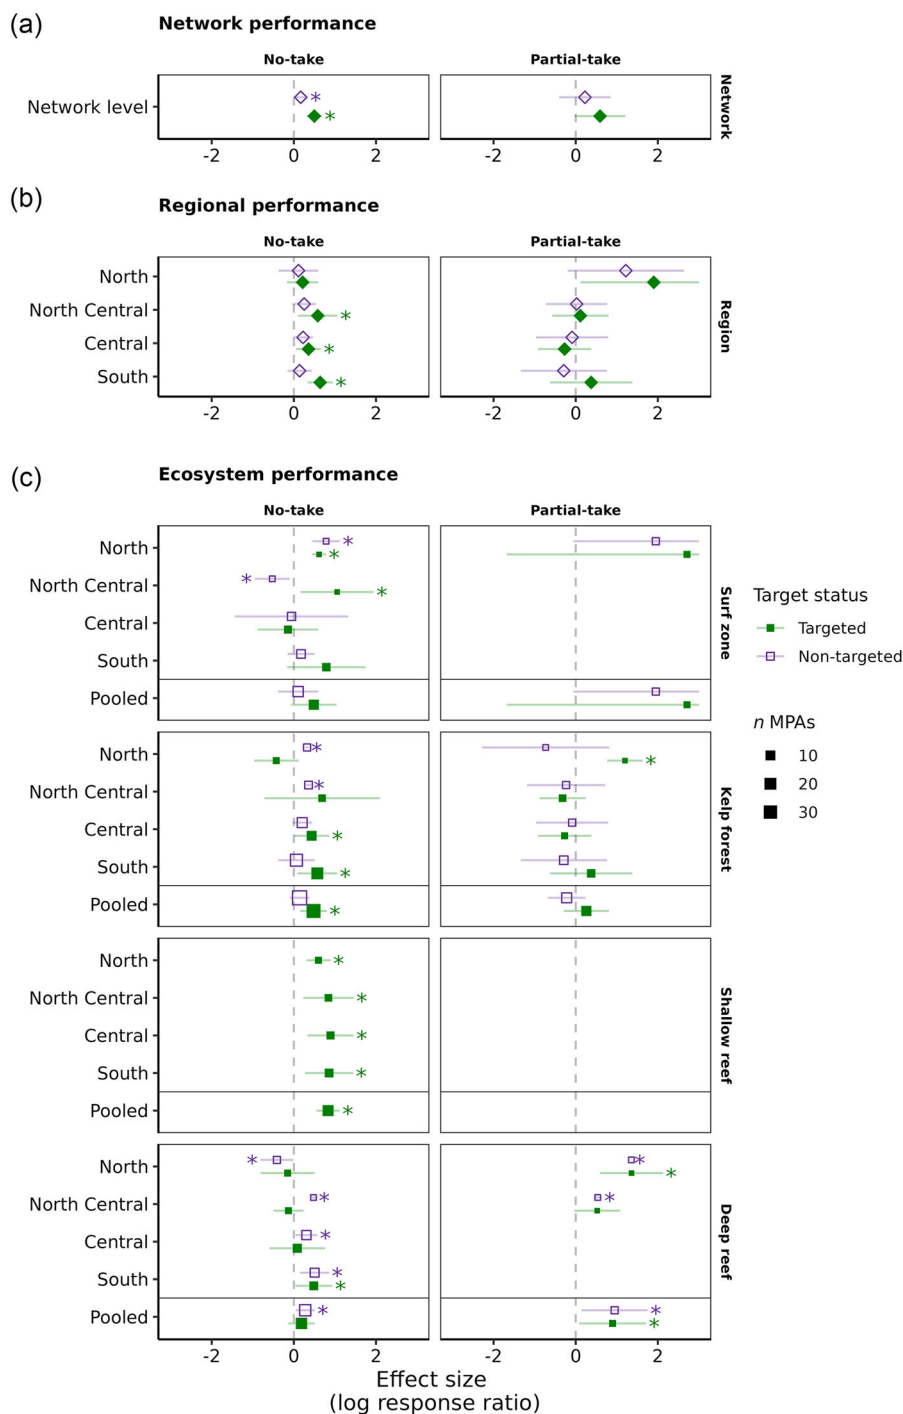 (a)
Network performance
No-take Partial-take
Network level * *
Network
-2 0 2 -2 0 2
(b)
Regional performance
No-take Partial-take
North
North Central *
Central *
South *
Region
-2 0 2 -2 0 2
(c)
Ecosystem performance
No-take Partial-take
North * *
North Central * *
Central
South
Pooled
Surf zone
Target status
Targeted
Non-targeted
n MPAs
10
20
30
North * *
North Central *
Central *
South *
Pooled *
Kelp forest
North *
North Central *
Central *
South *
Pooled *
Shallow reef
North * * *
North Central * *
Central *
South * *
Pooled * * *
Deep reef
-2 0 2 -2 0 2
Effect size
(log response ratio)